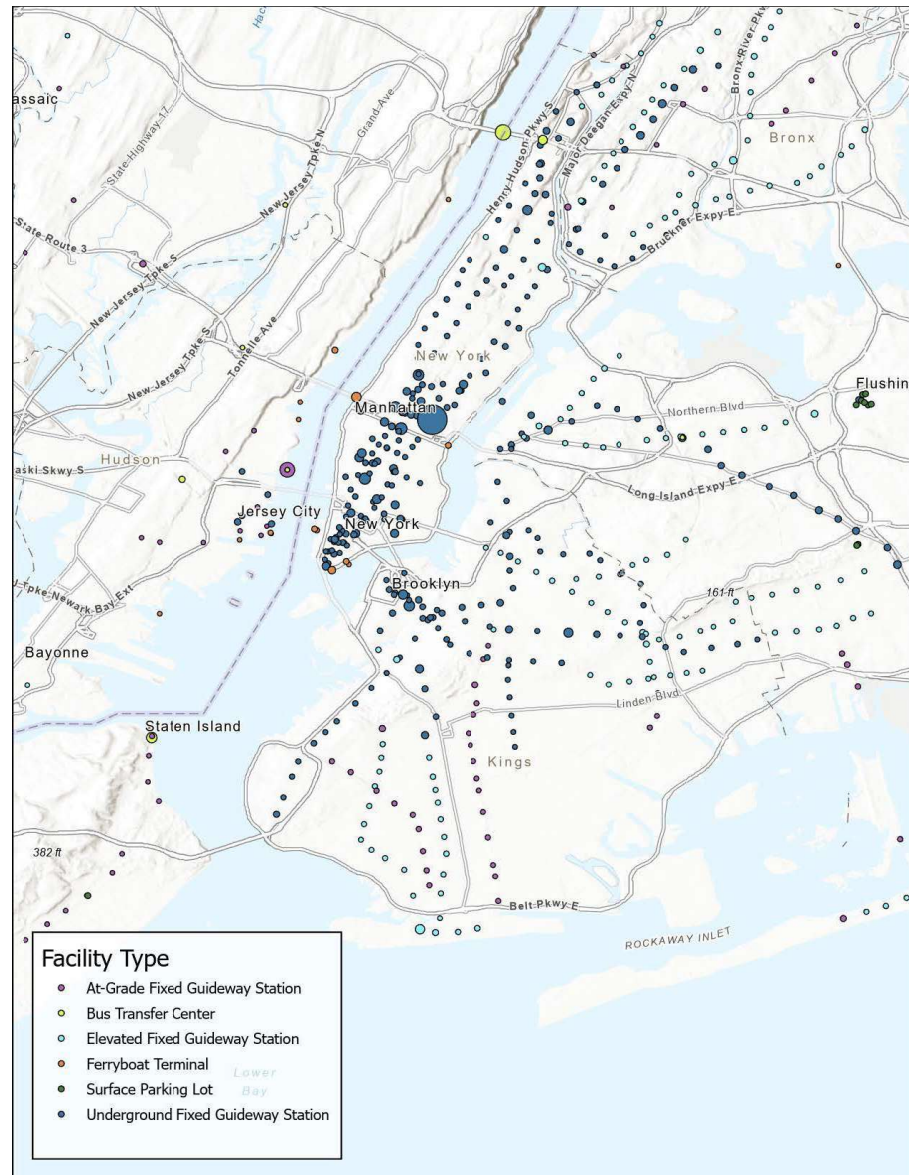 assaic
State Highway 17
Grand Ave
New Jersey Tpke N
Henry Hudson Pkwy S
Major Deegan Expy N
Bronx River Pkw
Bronx
State Route 3
New Jersey Tpke S
Bruckner Expy E
New Jersey Tpke S
Tonnelle Ave
New York
Manhattan
Flushin
Northern Blvd
Hudson
aski Skwy S
Long Island Expy E
Jersey City
New York
Brooklyn
161 ft
Tpke-Newark Bay Ext
Bayonne
Linden Blvd
Staten Island
Kings
382 ft
Belt Pkwy E
ROCKAWAY INLET
Facility Type
At-Grade Fixed Guideway Station
Bus Transfer Center
Elevated Fixed Guideway Station
Ferryboat Terminal
Surface Parking Lot
Underground Fixed Guideway Station
Lower
Bay